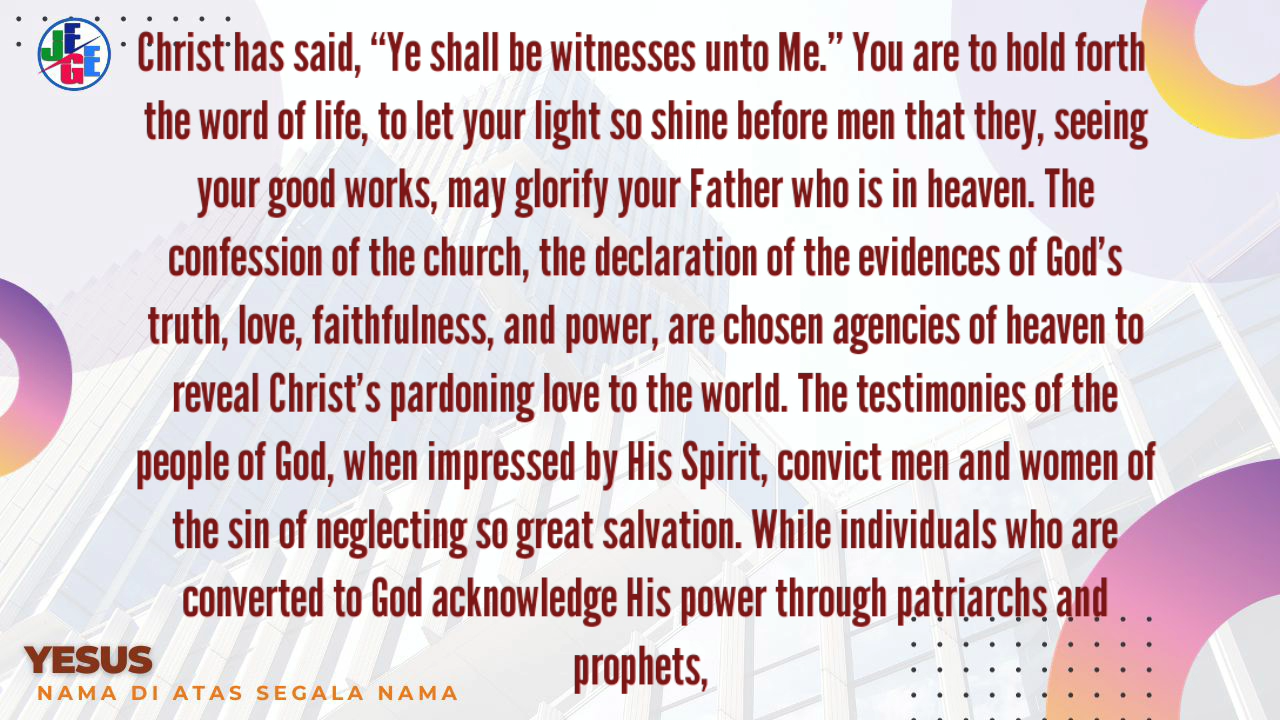 JEGE
Christ has said, “Ye shall be witnesses unto Me.” You are to hold forth
the word of life, to let your light so shine before men that they, seeing
your good works, may glorify your Father who is in heaven. The
confession of the church, the declaration of the evidences of God’s
truth, love, faithfulness, and power, are chosen agencies of heaven to
reveal Christ’s pardoning love to the world. The testimonies of the
people of God, when impressed by His Spirit, convict men and women of
the sin of neglecting so great salvation. While individuals who are
converted to God acknowledge His power through patriarchs and
prophets,
YESUS
NAMA DI ATAS SEGALA NAMA